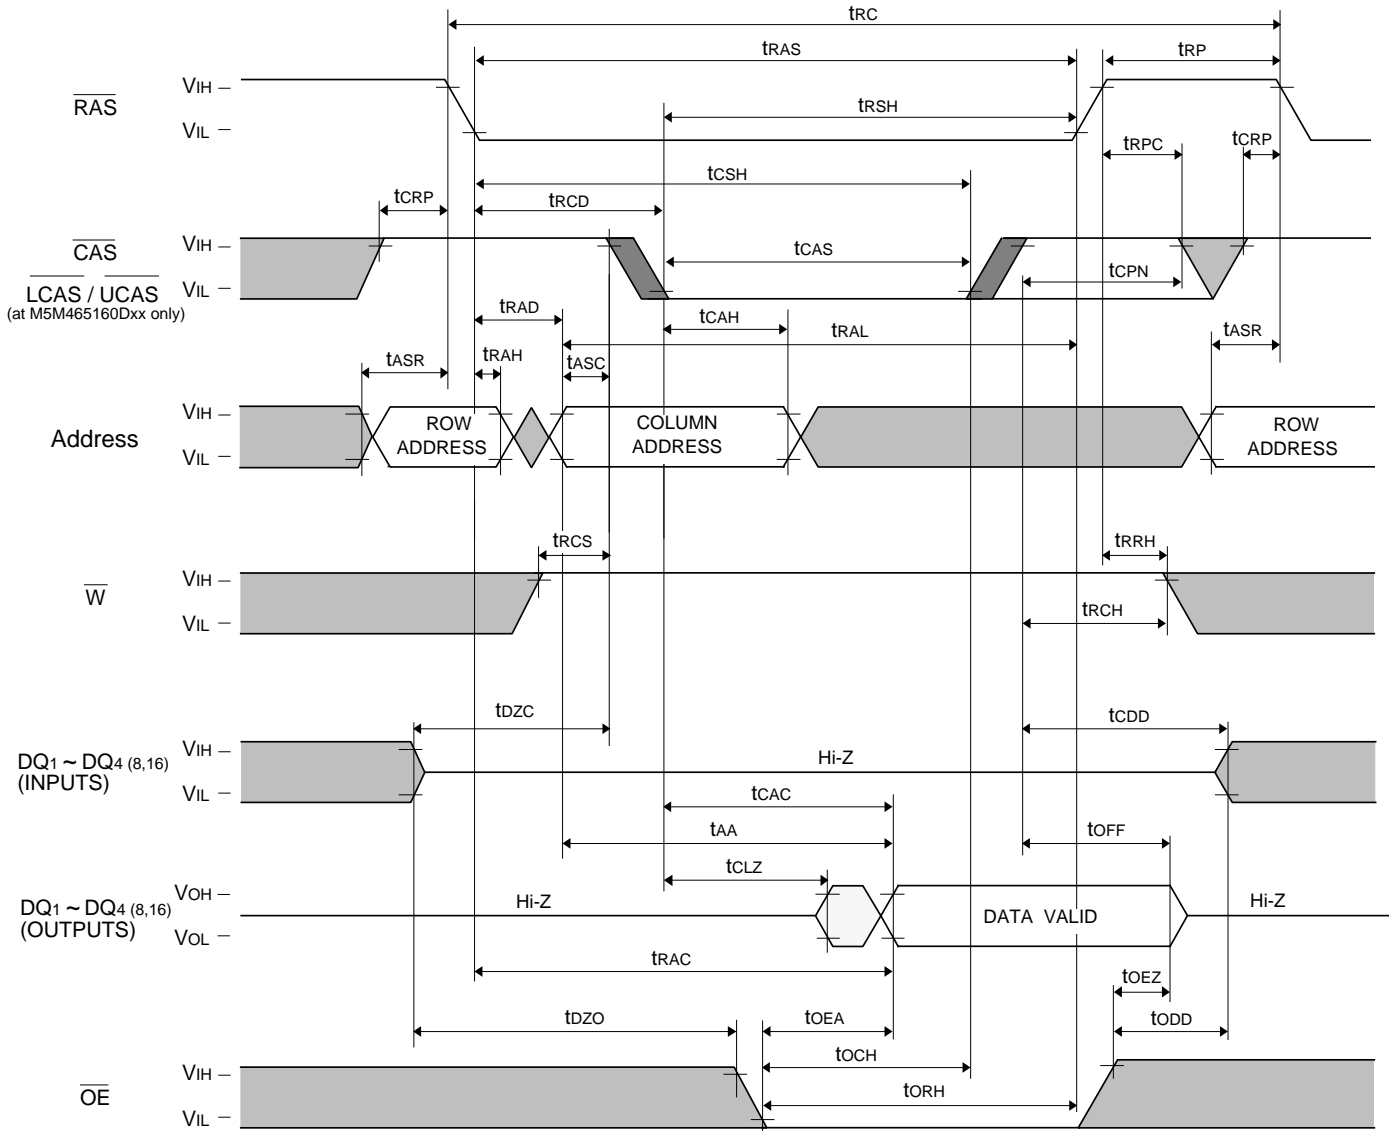 tRC
tRAS
tRP
RAS
VIH
VIL
tRSH
tRPC
tCRP
tCSH
tCRP
tRCD
CAS
LCAS / UCAS
(at M5M465160Dxx only)
VIH
VIL
tCAS
tCPN
tRAD
tCAH
tRAL
tASR
tRAH
tASC
tASR
Address
VIH
VIL
ROW
ADDRESS
COLUMN
ADDRESS
ROW
ADDRESS
tRCS
tRRH
W
VIH
VIL
tRCH
tDZC
tCDD
DQ1 ~ DQ4 (8,16)
(INPUTS)
VIH
VIL
Hi-Z
tCAC
tAA
tOFF
tCLZ
DQ1 ~ DQ4 (8,16)
(OUTPUTS)
VOH
VOL
Hi-Z
DATA VALID
Hi-Z
tRAC
tOEZ
tDZO
tOEA
tODD
tOCH
OE
VIH
VIL
tORH